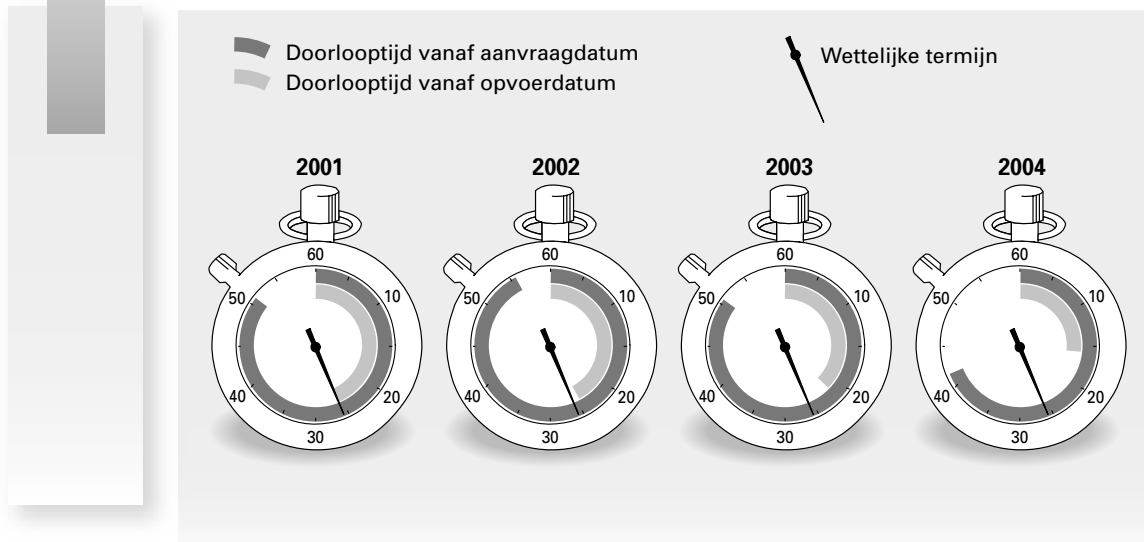 Doorlooptijd vanaf aanvraagdatum
Doorlooptijd vanaf opvoerdatum
Wettelijke termijn
2001 2002 2003 2004
60 60 60 60
50 10 50 10 50 10 50 10
40 20 40 20 40 20 40 20
30 30 30 30